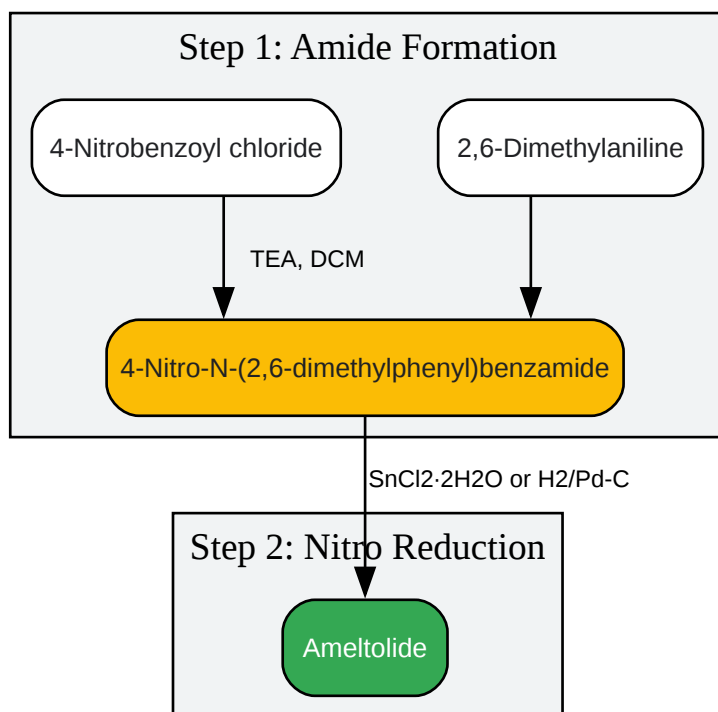 Step 1: Amide Formation
4-Nitrobenzoyl chloride
2,6-Dimethylaniline
TEA, DCM
4-Nitro-N-(2,6-dimethylphenyl)benzamide
SnCl2·2H2O or H2/Pd-C
Step 2: Nitro Reduction
Ameltolide